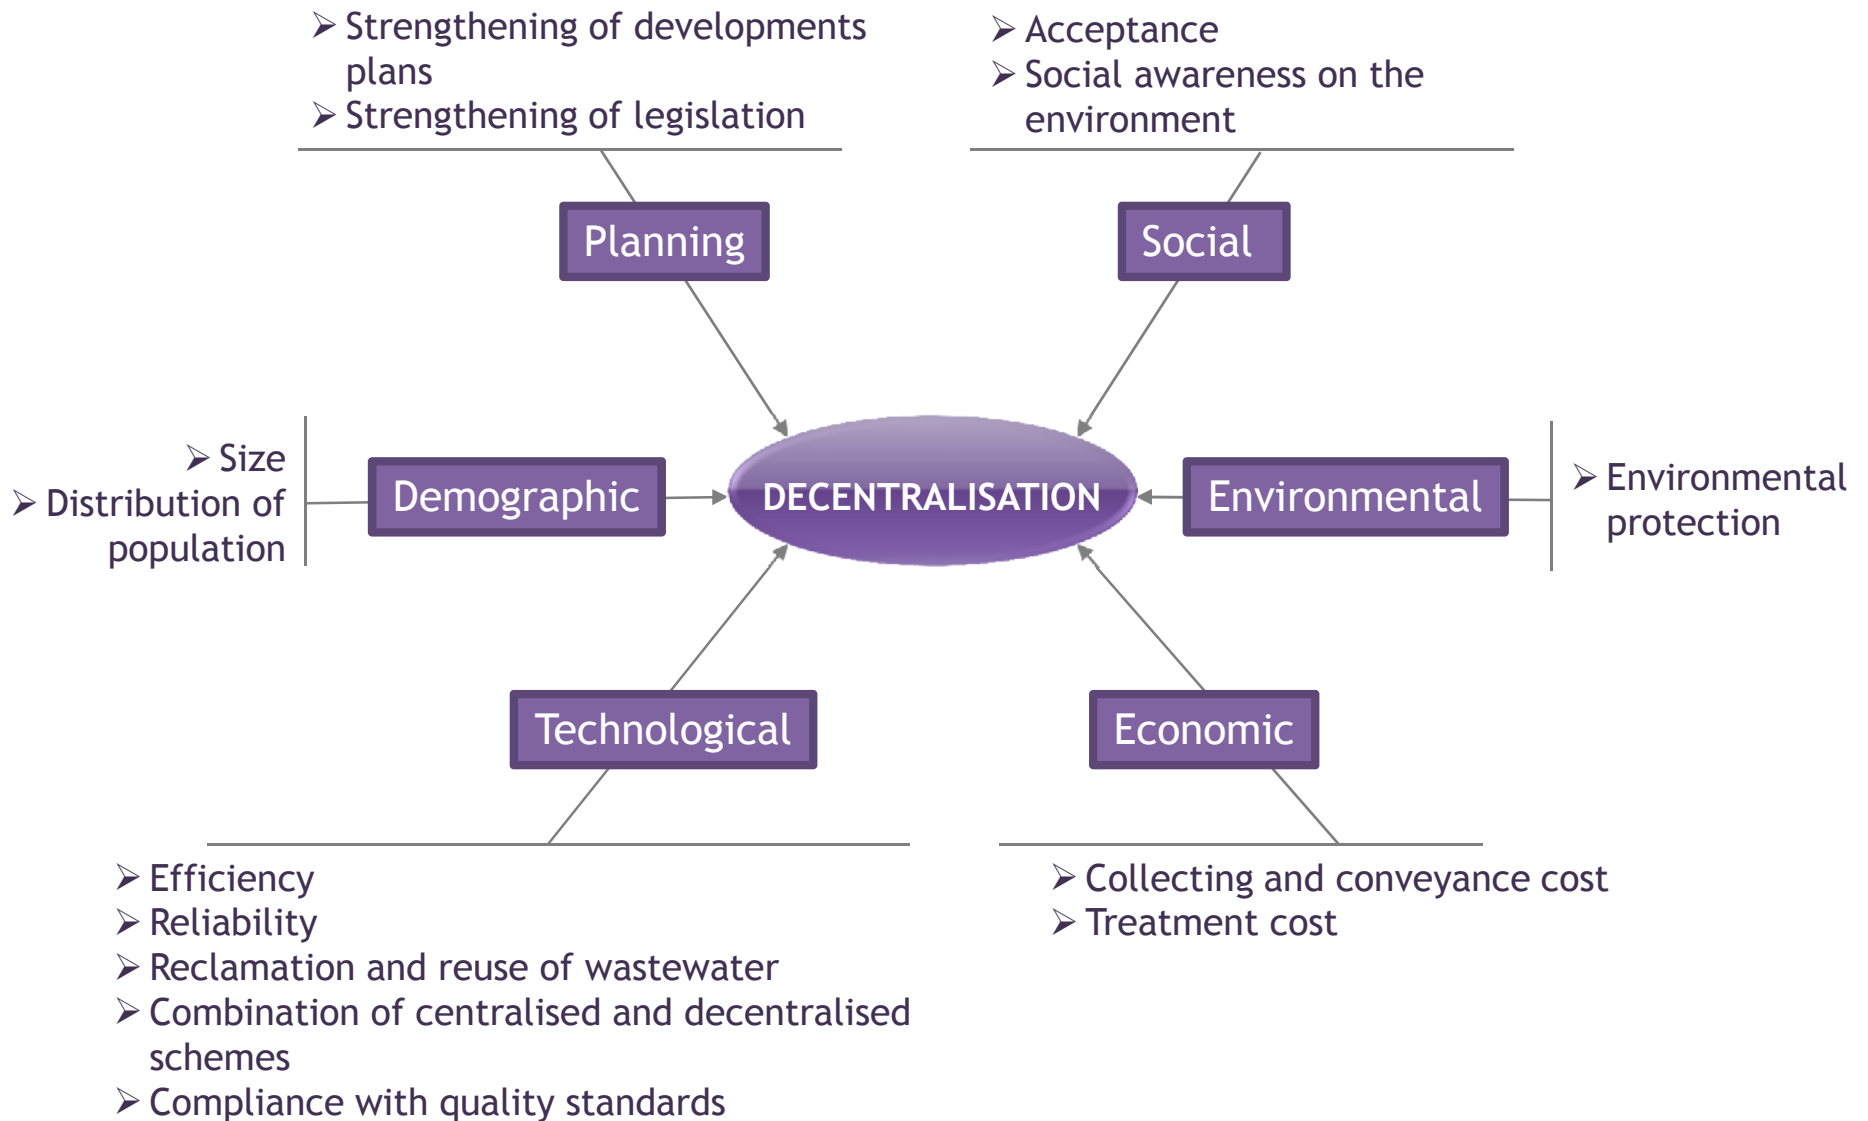 ➢ Strengthening of developments
plans
➢ Strengthening of legislation
➢ Acceptance
➢ Social awareness on the
environment
Planning
Social
➢ Size
➢ Distribution of
population
Demographic
DECENTRALISATION
Environmental
➢ Environmental
protection
Technological
Economic
➢ Efficiency
➢ Reliability
➢ Reclamation and reuse of wastewater
➢ Combination of centralised and decentralised
schemes
➢ Compliance with quality standards
➢ Collecting and conveyance cost
➢ Treatment cost